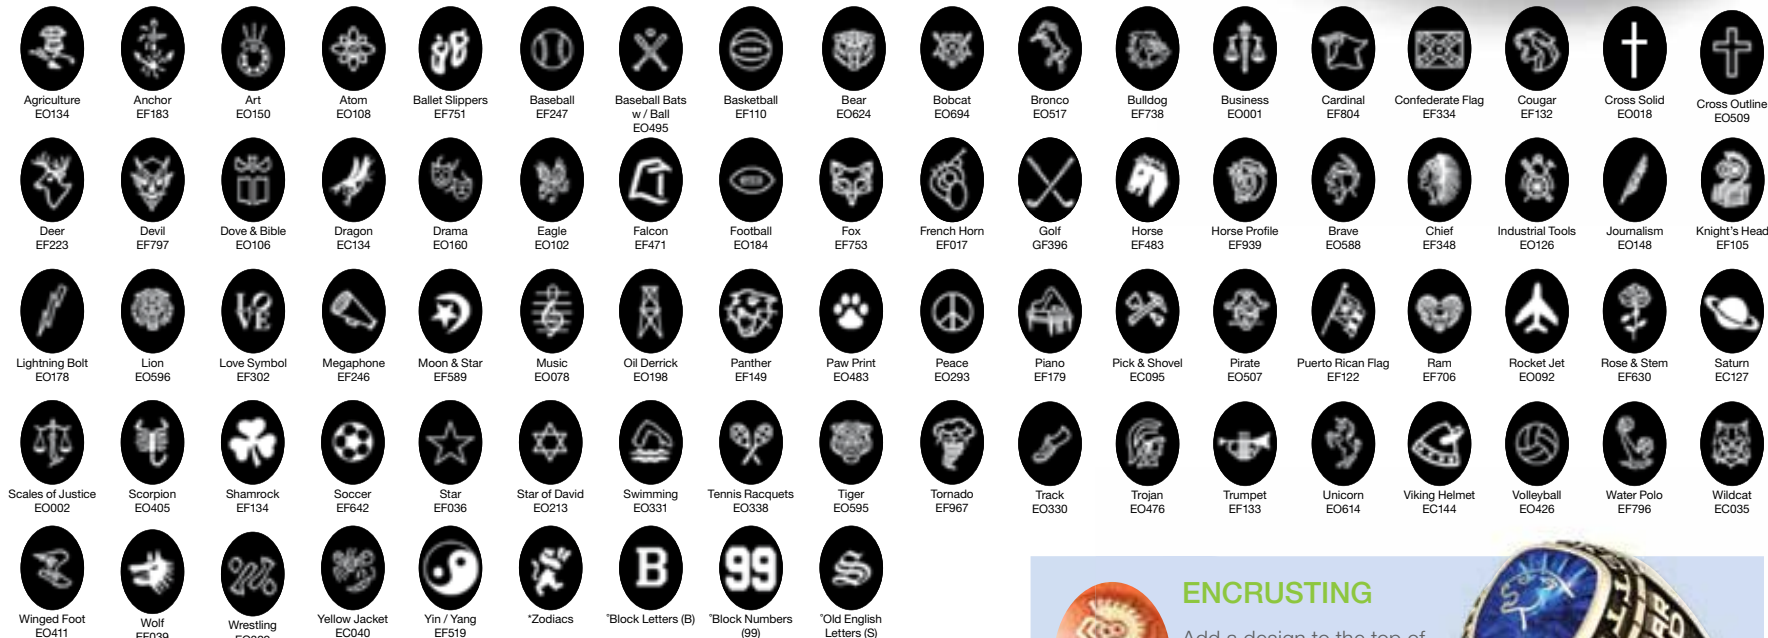 Agriculture
EO134
Anchor
EF183
Art
EO150
Atom
EO108
Ballet Slippers
EF751
Baseball
EF247
Baseball Bats
w / Ball
EO495
Basketball
EF110
Bear
EO624
Bobcat
EO694
Bronco
EO517
Bulldog
EF738
Business
EO001
Cardinal
EF804
Confederate Flag
EF334
Cougar
EF132
Cross Solid
EO018
Cross Outline
EO509
Deer
EF223
Devil
EF797
Dove & Bible
EO106
Dragon
EC134
Drama
EO160
Eagle
EO102
Falcon
EF471
Football
EO184
Fox
EF753
French Horn
EF017
Golf
GF396
Horse
EF483
Horse Profile
EF939
Brave
EO588
Chief
EF348
Industrial Tools
EO126
Journalism
EO148
Knight's Head
EF105
LOVE
Lightning Bolt
EO178
Lion
EO596
Love Symbol
EF302
Megaphone
EF246
Moon & Star
EF589
Music
EO078
Oil Derrick
EO198
Panther
EF149
Paw Print
EO483
Peace
EO293
Piano
EF179
Pick & Shovel
EC095
Pirate
EO507
Puerto Rican Flag
EF122
Ram
EF706
Rocket Jet
EO092
Rose & Stem
EF630
Saturn
EC127
Scales of Justice
EO002
Scorpion
EO405
Shamrock
EF134
Soccer
EF642
Star
EF036
Star of David
EO213
Swimming
EO331
Tennis Racquets
EO338
Tiger
EO595
Tornado
EF967
Track
EO330
Trojan
EO476
Trumpet
EF133
Unicorn
EO614
Viking Helmet
EC144
Volleyball
EO426
Water Polo
EF796
Wildcat
EC035
B
99
S
Winged Foot
EO411
Wolf
EF039
Wrestling
Yellow Jacket
EC040
Yin / Yang
EF519
*Zodiacs
*Block Letters (B)
*Block Numbers
(99)
*Old English
Letters (S)
ENCRUSTING
Add a design to the top of